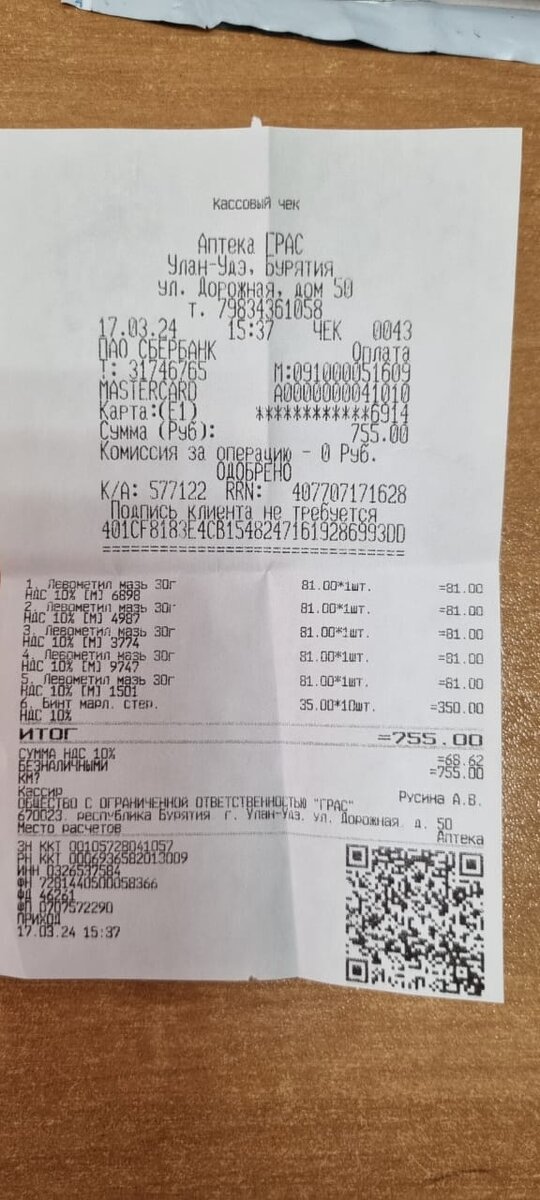 Кассовый чек
Аптека ГРАС
Улан-Удэ, Бурятия
ул. Дорожная, дом 50
т. 79834361058
17.03.24 15:37 ЧЕК 0043
ПАО СБЕРБАНК Оплата
Т: 31746765 М:091000051609
MASTERCARD A0000000041010
Карта:(E1) ************6914
Сумма (Руб): 755.00
Комиссия за операцию - 0 Руб.
ОДОБРЕНО
К/А: 577122 RRN: 407707171628
Подпись клиента не требуется
401CF8183E4CB15482471619286993DD
================================
1. Левометил мазь 30г 81.00*1шт. =81.00
НДС 10% [М] 6898
2. Левометил мазь 30г 81.00*1шт. =81.00
НДС 10% [М] 4987
3. Левометил мазь 30г 81.00*1шт. =81.00
НДС 10% [М] 3774
4. Левометил мазь 30г 81.00*1шт. =81.00
НДС 10% [М] 9747
5. Левометил мазь 30г 81.00*1шт. =81.00
НДС 10% [М] 1501
6. Бинт марл. стер. 35.00*10шт. =350.00
НДС 10%
ИТОГ =755.00
СУММА НДС 10% =68.62
БЕЗНАЛИЧНЫМИ =755.00
КМ?
Кассир Русина А.В.
ОБЩЕСТВО С ОГРАНИЧЕННОЙ ОТВЕТСТВЕННОСТЬЮ "ГРАС"
670023, республика Бурятия г. Улан-Удэ, ул. Дорожная д. 50
Место расчетов Аптека
ЗН ККТ 00105728041057
РН ККТ 0006936582013009
ИНН 0326537584
ФН 7281440500058366
ФД 46261
ФП 0707572290
ПРИХОД
17.03.24 15:37